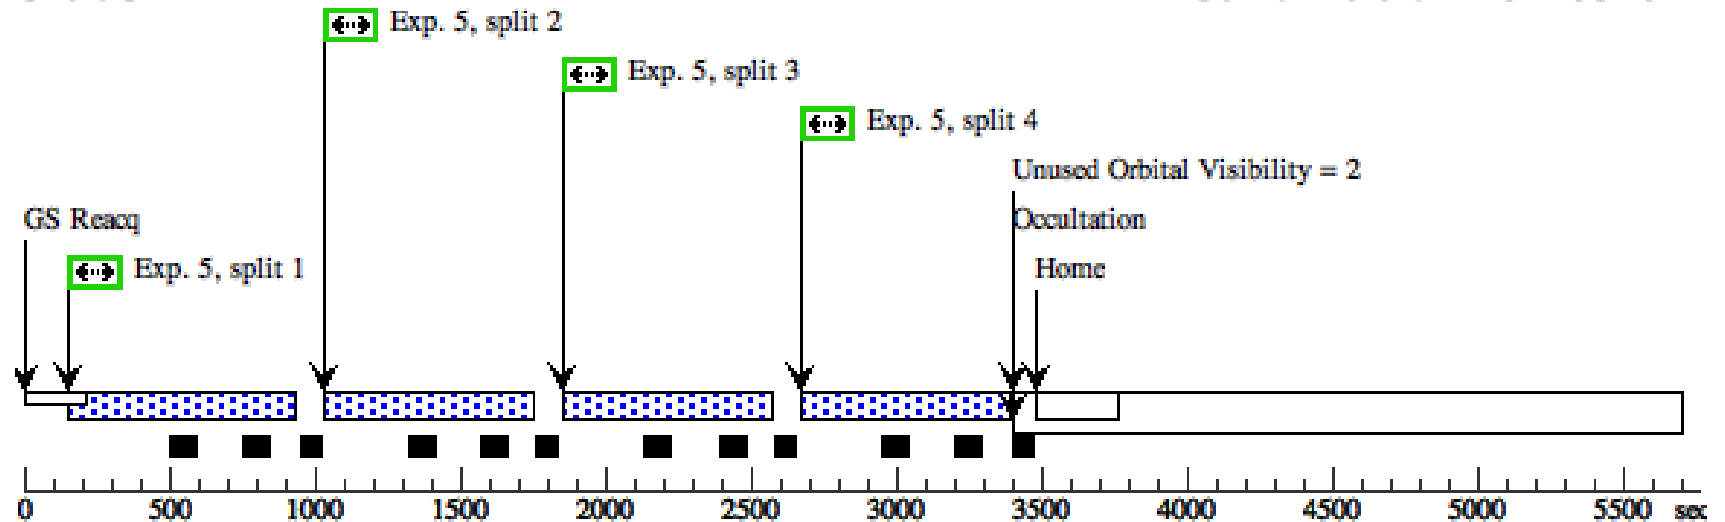 Exp. 5, split 2
Exp. 5, split 3
Exp. 5, split 4
Unused Orbital Visibility = 2
GS Reacq
Occultation
Exp. 5, split 1
Home
0 500 1000 1500 2000 2500 3000 3500 4000 4500 5000 5500 sec